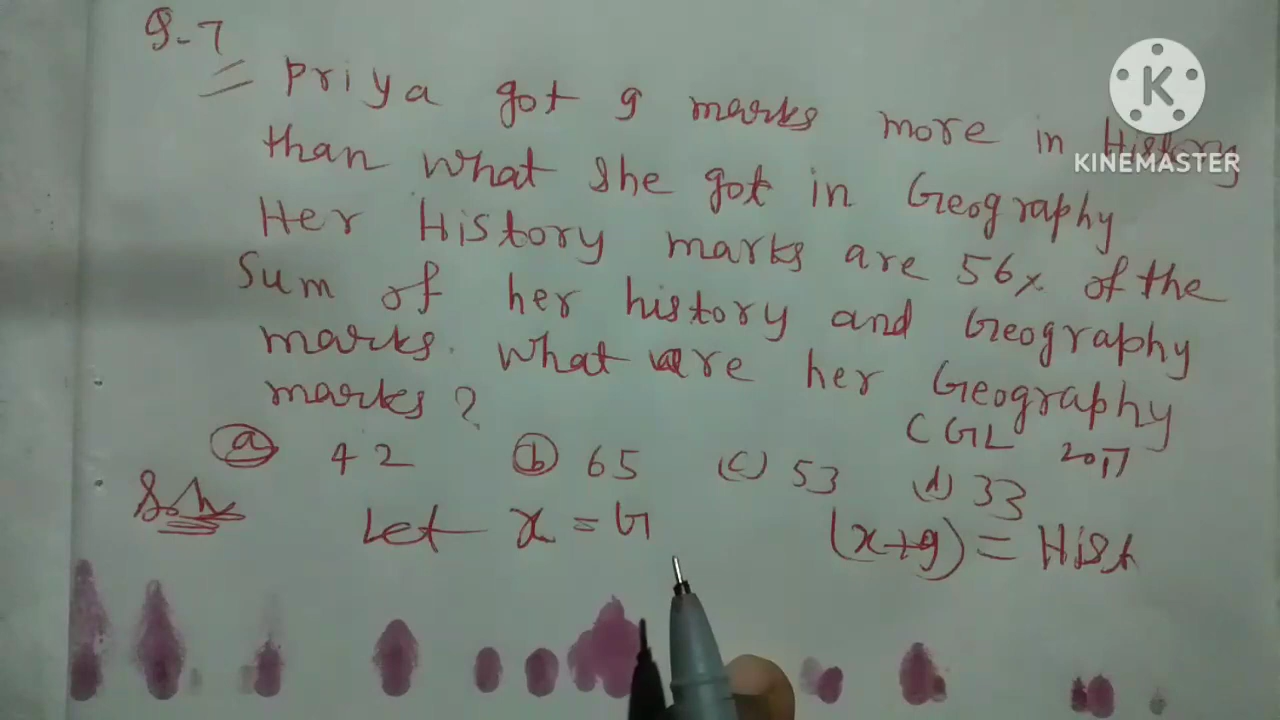 Q-7
Priya got 9 marks more in History
than what she got in Geography
Her History marks are 56% of the
Sum of her history and Geography
marks. What are her Geography
marks?
CGL 2017
(a) 42 (b) 65 (c) 53 (d) 33
Soln
Let x = G (x+9) = Hist
K
KINEMASTER